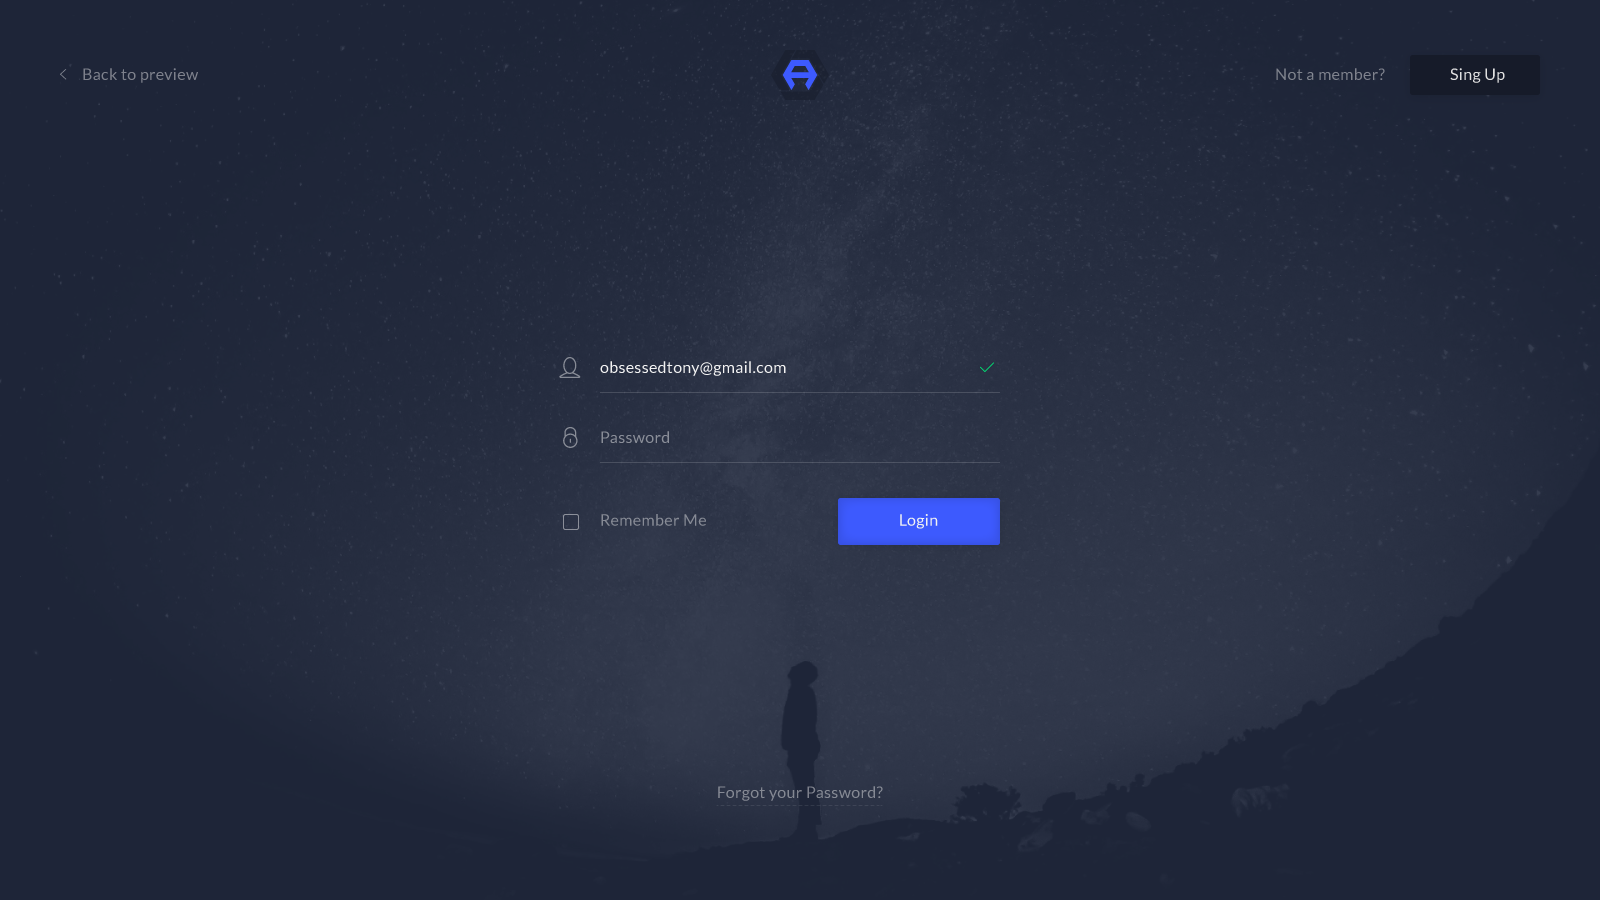 Back to preview
Not a member?
Sing Up
obsessedtony@gmail.com
Password
Remember Me
Login
Forgot your Password?